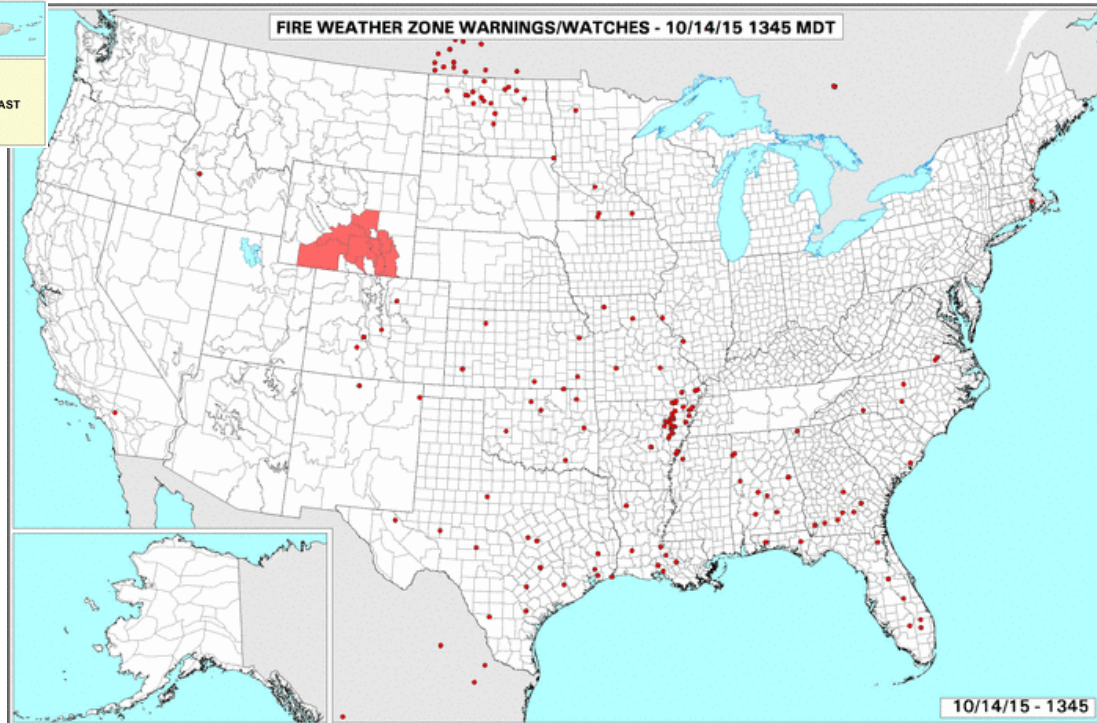 FIRE WEATHER ZONE WARNINGS/WATCHES - 10/14/15 1345 MDT
AST
10/14/15 - 1345